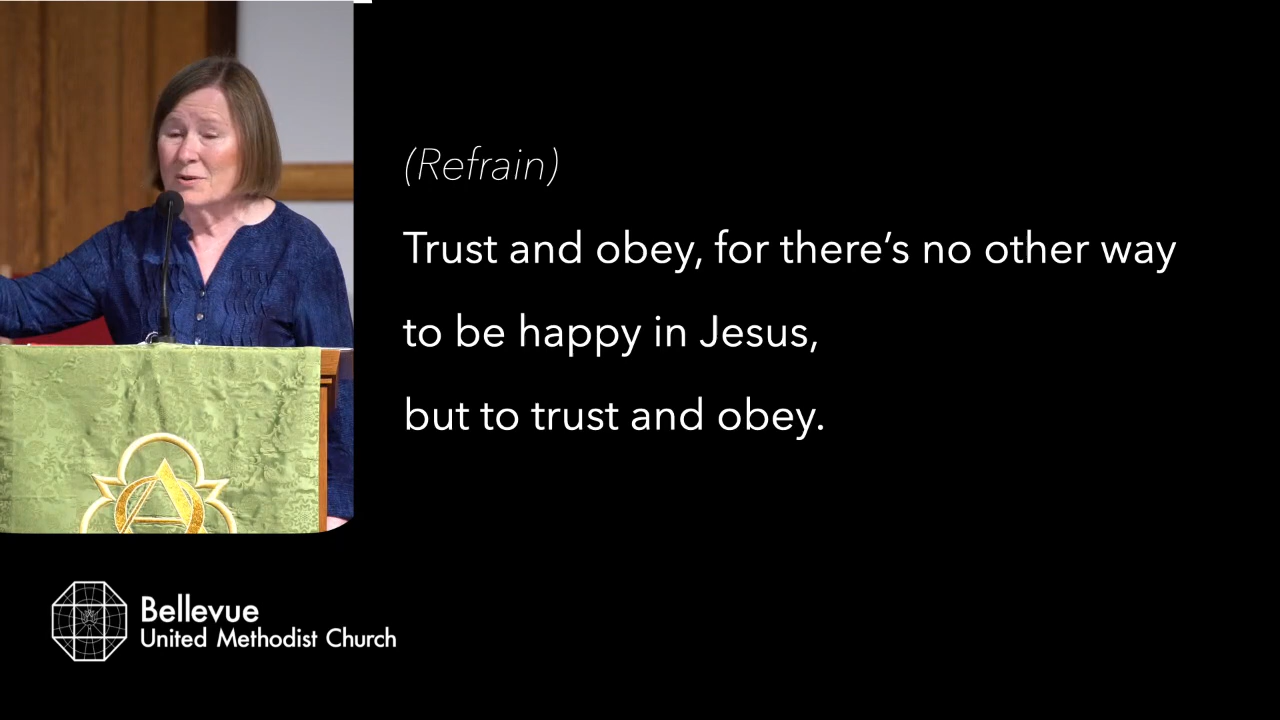 (Refrain)
Trust and obey, for there’s no other way
to be happy in Jesus,
but to trust and obey.
Bellevue
United Methodist Church